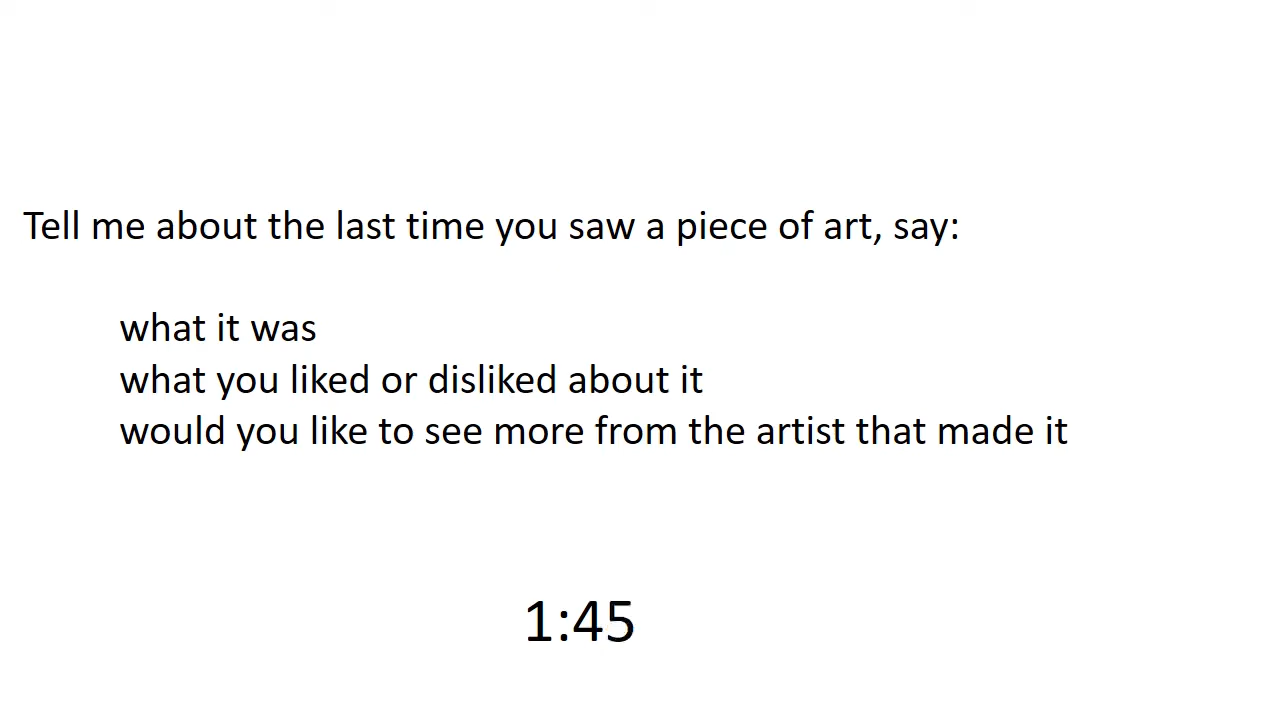 Tell me about the last time you saw a piece of art, say:
what it was
what you liked or disliked about it
would you like to see more from the artist that made it
1:45